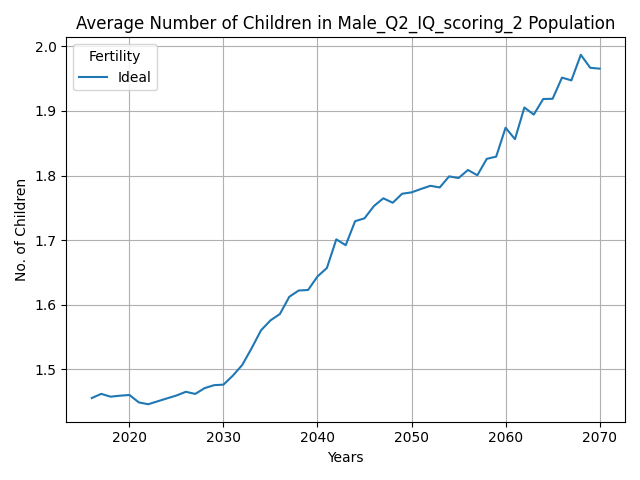 Average Number of Children in Male_Q2_IQ_scoring_2 Population
Fertility
Ideal
No. of Children
2.0
1.9
1.8
1.7
1.6
1.5
2020 2030 2040 2050 2060 2070
Years